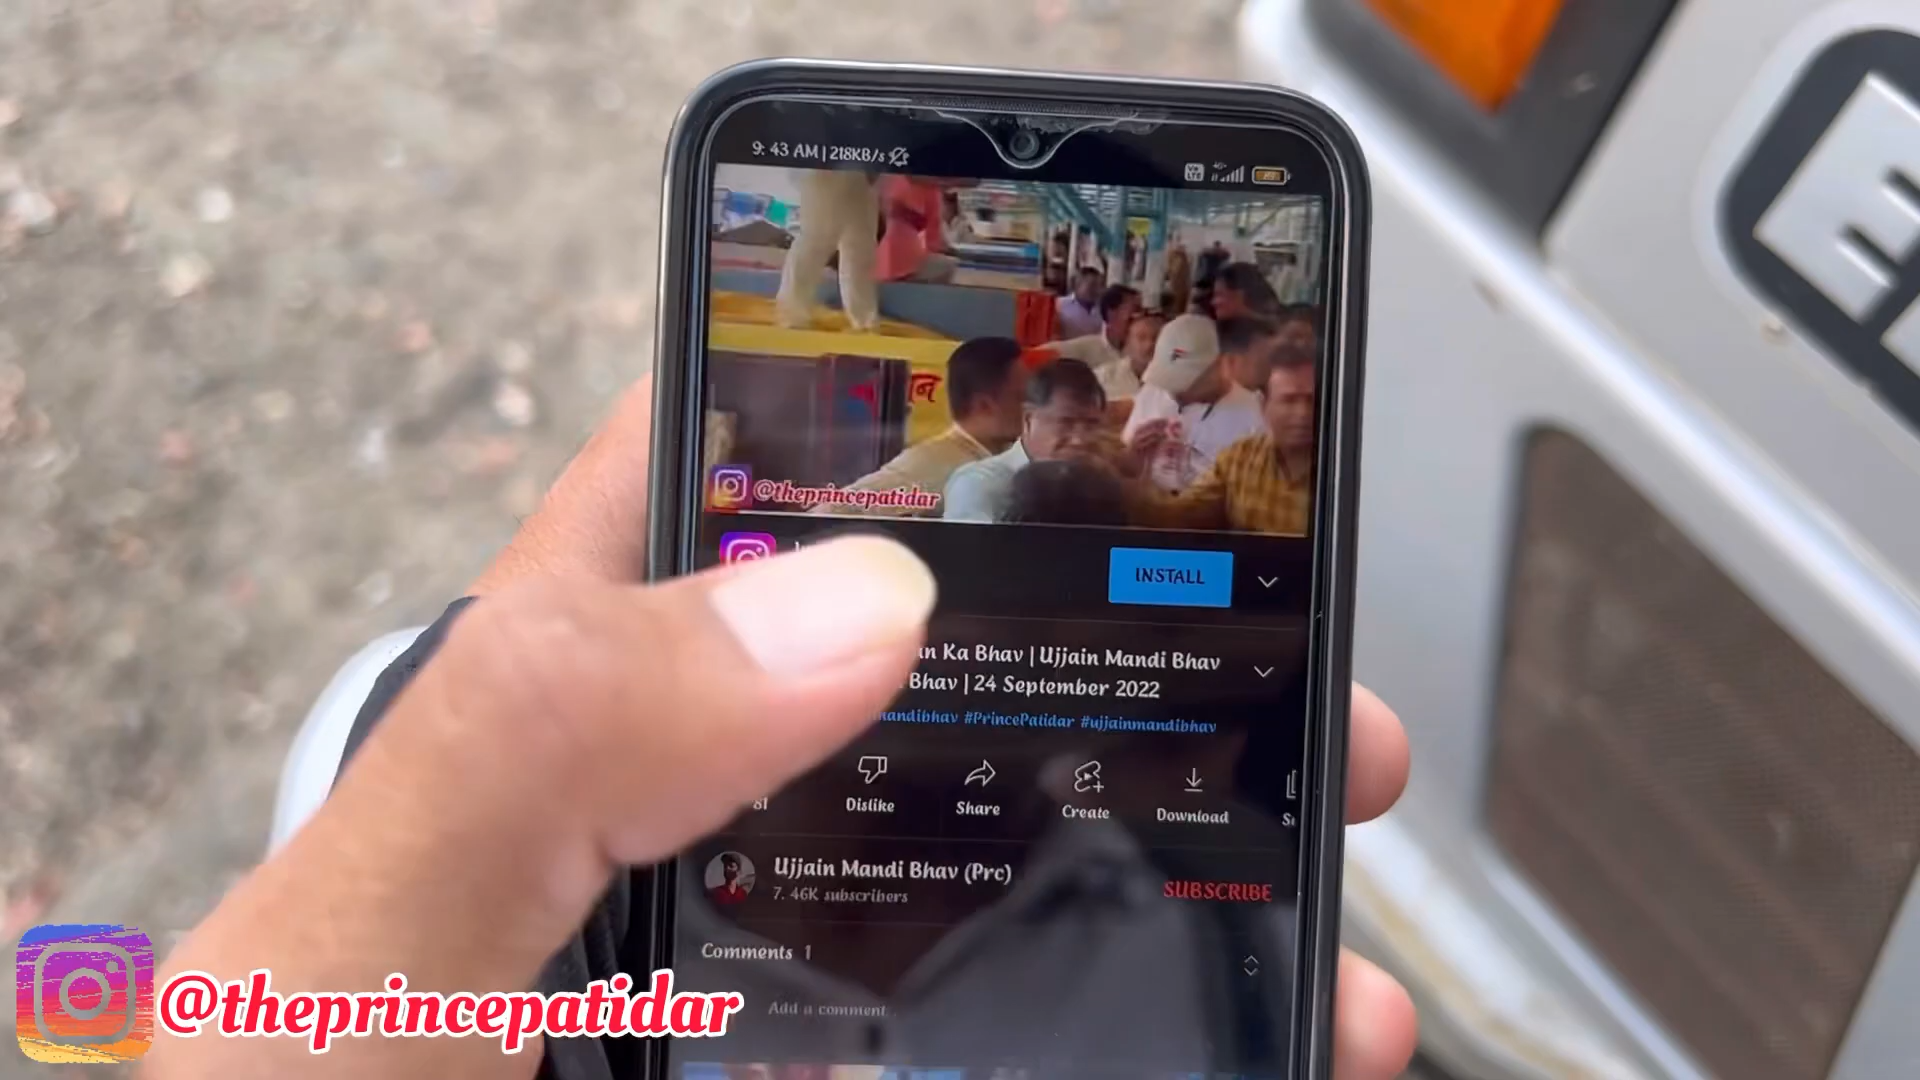 9:43 AM | 218KB/s
@theprincepatidar
INSTALL
Ka Bhav | Ujjain Mandi Bhav
Bhav | 24 September 2022
#PrincePatidar #ujjainmandibhav
81
Dislike
Share
Create
Download
Ujjain Mandi Bhav (Prc)
7.46K subscribers
SUBSCRIBE
Comments 1
Add a comment
@theprincepatidar